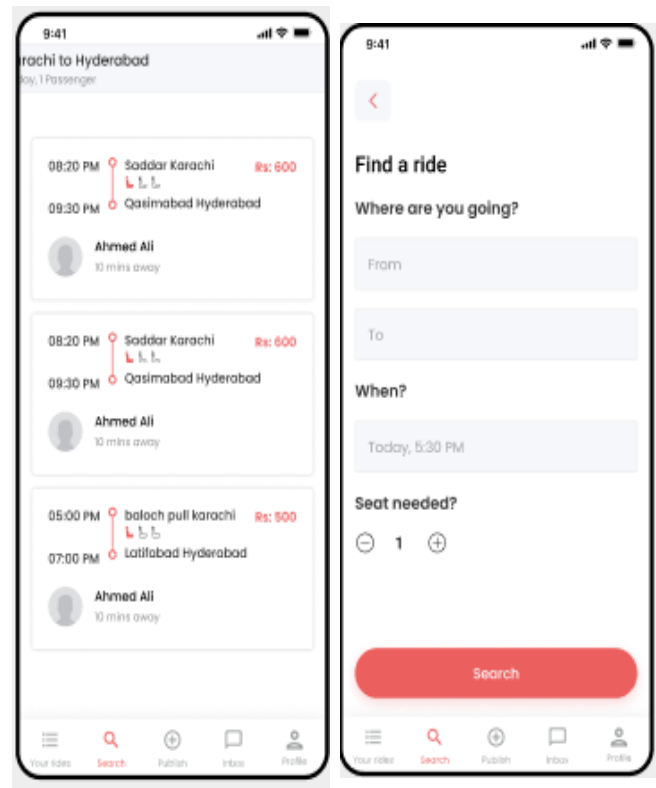 9:41
rachi to Hyderabad
day, 1 Passenger
08:20 PM Saddar Karachi Rs: 600
09:30 PM Qasimabad Hyderabad
Ahmed Ali
10 mins away
08:20 PM Saddar Karachi Rs: 600
09:30 PM Qasimabad Hyderabad
Ahmed Ali
10 mins away
05:00 PM baloch pull karachi Rs: 500
07:00 PM Latifabad Hyderabad
Ahmed Ali
10 mins away
Your rides Search Publish Inbox Profile
9:41
Find a ride
Where are you going?
From
To
When?
Today, 5:30 PM
Seat needed?
1
Search
Your rides Search Publish Inbox Profile